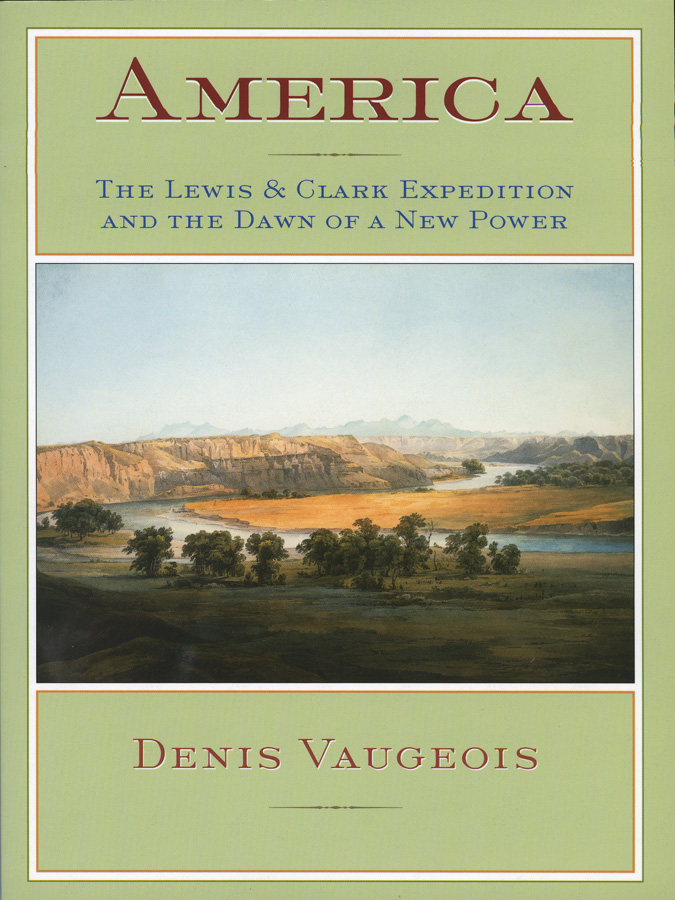 AMERICA
THE LEWIS & CLARK EXPEDITION
AND THE DAWN OF A NEW POWER
DENIS VAUGEOIS